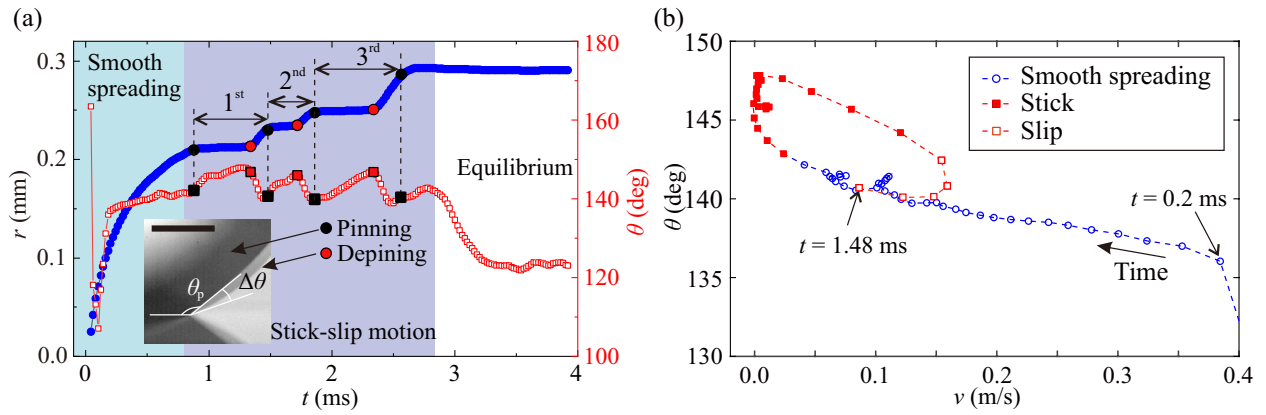 (a)
0.3
0.2
0.1
0.0
r (mm)
0
1
2
3
4
t (ms)
180
160
140
120
100
θ (deg)
Smooth
spreading
1st
2nd
3rd
Equilibrium
Pinning
Depining
θp
Δθ
Stick-slip motion
(b)
150
145
140
135
130
θ (deg)
0.0
0.1
0.2
0.3
0.4
v (m/s)
Smooth spreading
Stick
Slip
t = 1.48 ms
t = 0.2 ms
Time